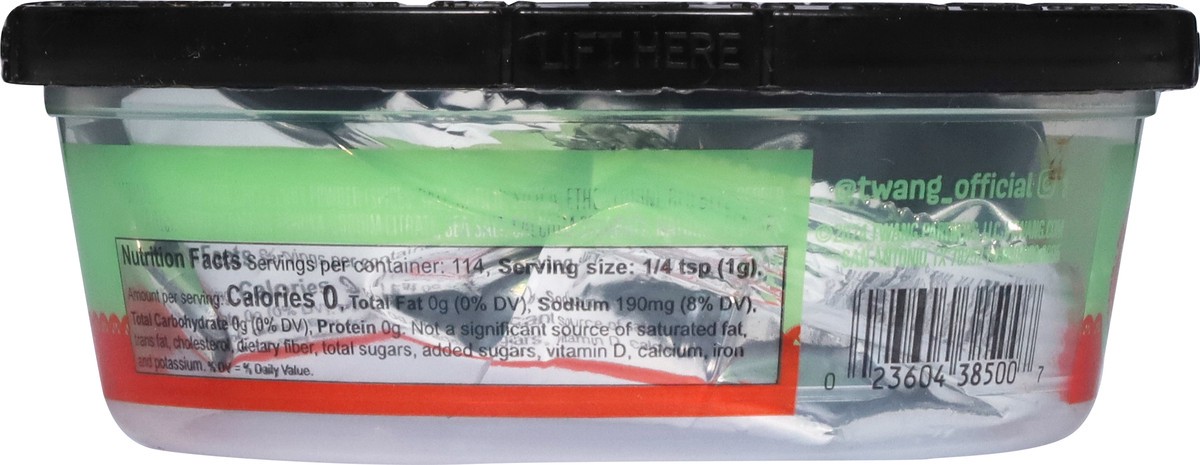 LIFT HERE
@twang_official
SAN ANTONIO, TX
Nutrition Facts Servings per container: 114, Serving size: 1/4 tsp (1g),
Amount per serving: Calories 0, Total Fat 0g (0% DV), Sodium 190mg (8% DV),
Total Carbohydrate 0g (0% DV), Protein 0g. Not a significant source of saturated fat,
trans fat, cholesterol, dietary fiber, total sugars, added sugars, vitamin D, calcium, iron
and potassium. % DV = % Daily Value.
0 23604 38500 7